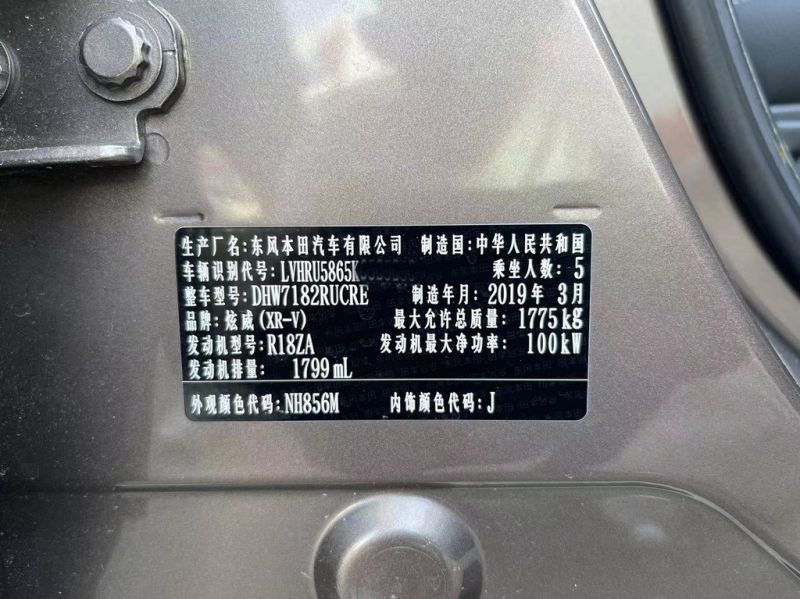 生产厂名:东风本田汽车有限公司 制造国:中华人民共和国
车辆识别代号:LVHRU5865K 乘坐人数:5
整车型号:DHW7182RUCRE 制造年月:2019年 3月
品牌:炫威(XR-V) 最大允许总质量:1775kg
发动机型号:R18ZA 发动机最大净功率:100kW
发动机排量:1799mL
外观颜色代码:NH856M 内饰颜色代码:J